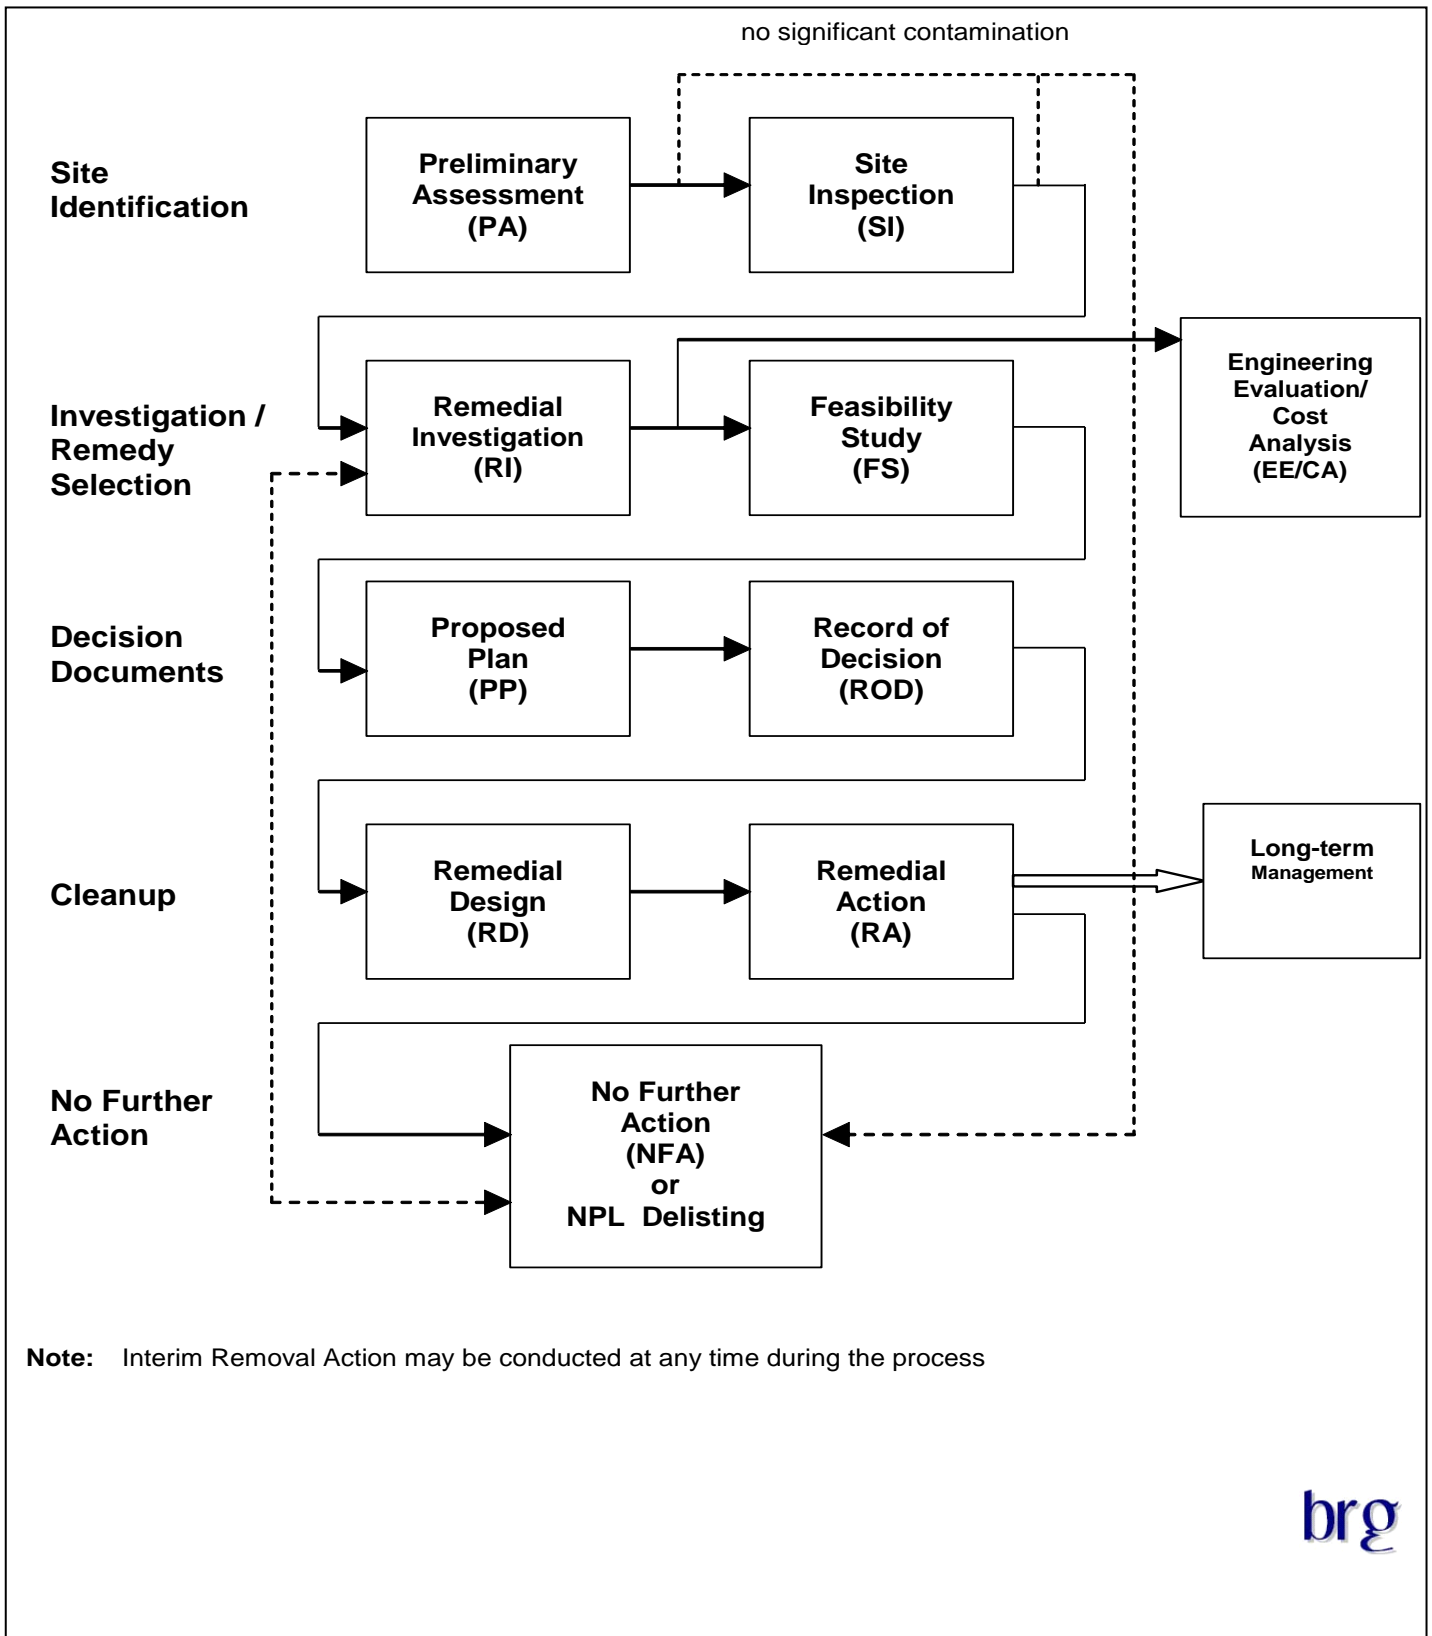 no significant contamination
Site
Identification
Preliminary
Assessment
(PA)
Site
Inspection
(SI)
Investigation /
Remedy
Selection
Remedial
Investigation
(RI)
Feasibility
Study
(FS)
Engineering
Evaluation/
Cost
Analysis
(EE/CA)
Decision
Documents
Proposed
Plan
(PP)
Record of
Decision
(ROD)
Cleanup
Remedial
Design
(RD)
Remedial
Action
(RA)
Long-term
Management
No Further
Action
No Further
Action
(NFA)
or
NPL Delisting
Note: Interim Removal Action may be conducted at any time during the process
brg